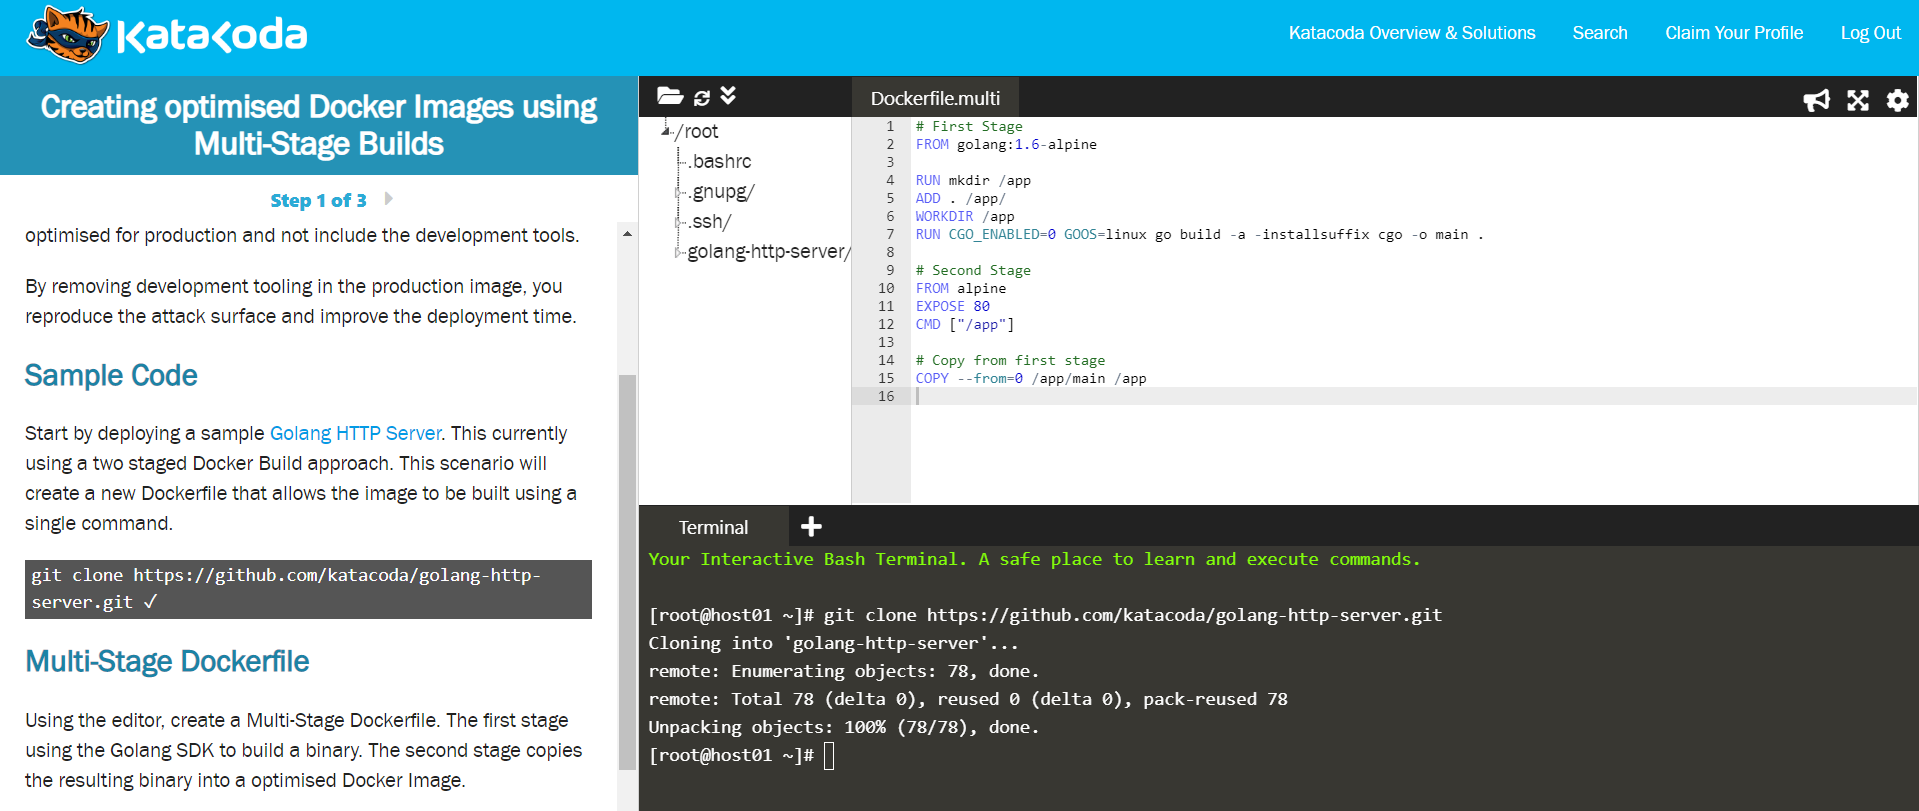 Katacoda
Katacoda Overview & Solutions
Search
Claim Your Profile
Log Out
Creating optimised Docker Images using
Multi-Stage Builds
Step 1 of 3
optimised for production and not include the development tools.
By removing development tooling in the production image, you
reproduce the attack surface and improve the deployment time.
Sample Code
Start by deploying a sample Golang HTTP Server. This currently
using a two staged Docker Build approach. This scenario will
create a new Dockerfile that allows the image to be built using a
single command.
git clone https://github.com/katacoda/golang-http-
server.git ✓
Multi-Stage Dockerfile
Using the editor, create a Multi-Stage Dockerfile. The first stage
using the Golang SDK to build a binary. The second stage copies
the resulting binary into a optimised Docker Image.
/root
.bashrc
.gnupg/
.ssh/
golang-http-server/
Dockerfile.multi
1 # First Stage
2 FROM golang:1.6-alpine
3
4 RUN mkdir /app
5 ADD . /app/
6 WORKDIR /app
7 RUN CGO_ENABLED=0 GOOS=linux go build -a -installsuffix cgo -o main .
8
9 # Second Stage
10 FROM alpine
11 EXPOSE 80
12 CMD ["/app"]
13
14 # Copy from first stage
15 COPY --from=0 /app/main /app
16
Terminal
Your Interactive Bash Terminal. A safe place to learn and execute commands.
[root@host01 ~]# git clone https://github.com/katacoda/golang-http-server.git
Cloning into 'golang-http-server'...
remote: Enumerating objects: 78, done.
remote: Total 78 (delta 0), reused 0 (delta 0), pack-reused 78
Unpacking objects: 100% (78/78), done.
[root@host01 ~]#